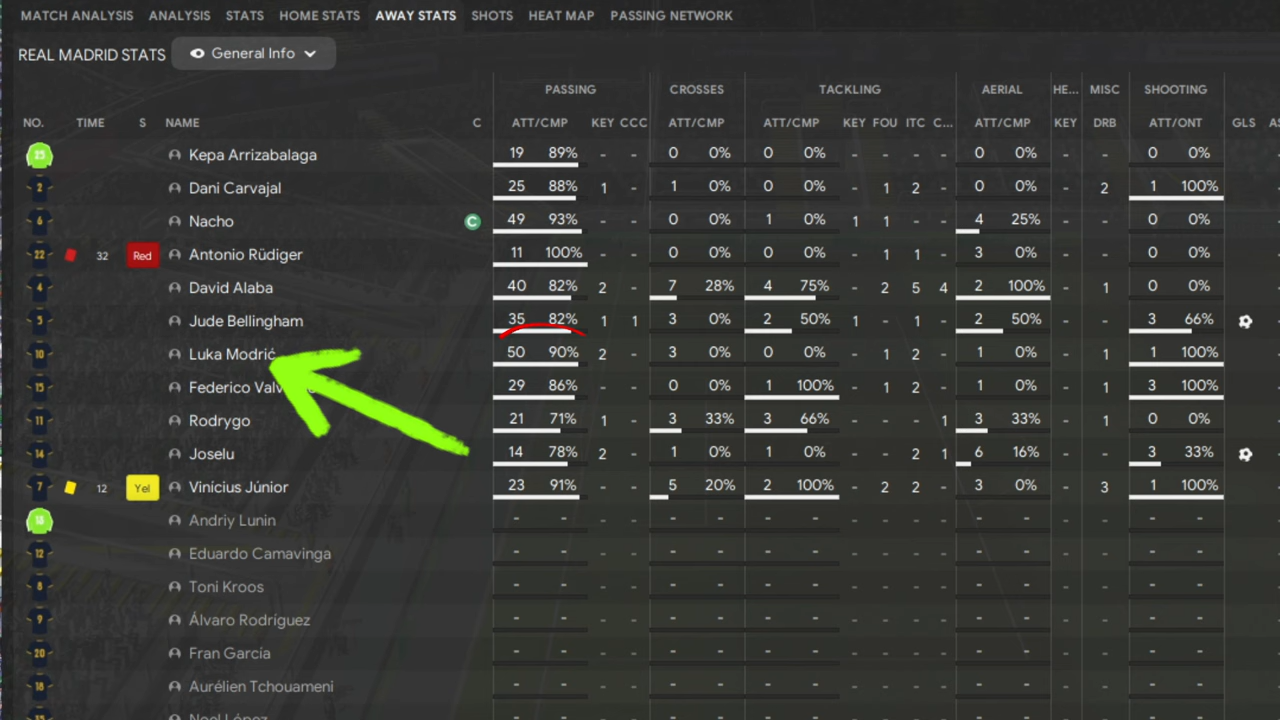 MATCH ANALYSIS ANALYSIS STATS HOME STATS AWAY STATS SHOTS HEAT MAP PASSING NETWORK
REAL MADRID STATS General Info
PASSING CROSSES TACKLING AERIAL HE... MISC SHOOTING
NO. TIME S NAME C ATT/CMP KEY CCC ATT/CMP ATT/CMP KEY FOU ITC C... ATT/CMP KEY DRB ATT/ONT GLS AS
25 Kepa Arrizabalaga 19 89% - - 0 0% 0 0% - - - - 0 0% - - 0 0% -
2 Dani Carvajal 25 88% 1 - 1 0% 0 0% - 1 2 - 0 0% - 2 1 100% -
6 Nacho C 49 93% - - 0 0% 1 0% 1 1 - - 4 25% - - 0 0% -
22 32 Red Antonio Rüdiger 11 100% - - 0 0% 0 0% - 1 1 - 3 0% - - 0 0% -
4 David Alaba 40 82% 2 - 7 28% 4 75% - 2 5 4 2 100% - 1 0 0% -
5 Jude Bellingham 35 82% 1 1 3 0% 2 50% 1 - 1 - 2 50% - - 3 66%
10 Luka Modrić 50 90% 2 - 3 0% 0 0% - 1 2 - 1 0% - 1 1 100% -
15 Federico Valv 29 86% - - 0 0% 1 100% - 1 2 - 1 0% - 1 3 100% -
11 Rodrygo 21 71% 1 - 3 33% 3 66% - - - 1 3 33% - 1 0 0% -
14 Joselu 14 78% 2 - 1 0% 1 0% - - 2 1 6 16% - - 3 33%
7 12 Yel Vinícius Júnior 23 91% - - 5 20% 2 100% - 2 2 - 3 0% - 3 1 100% -
Andriy Lunin - - - - - - - - - - - - - - - - - - -
12 Eduardo Camavinga - - - - - - - - - - - - - - - - - - -
8 Toni Kroos - - - - - - - - - - - - - - - - - - -
9 Álvaro Rodríguez - - - - - - - - - - - - - - - - - - -
20 Fran García - - - - - - - - - - - - - - - - - - -
18 Aurélien Tchouameni - - - - - - - - - - - - - - - - - - -
Noel López - - - - - - - - - - - - - - - - - - -